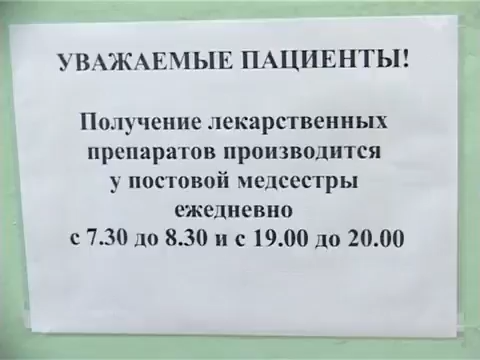 УВАЖАЕМЫЕ ПАЦИЕНТЫ!
Получение лекарственных
препаратов производится
у постовой медсестры
ежедневно
с 7.30 до 8.30 и с 19.00 до 20.00